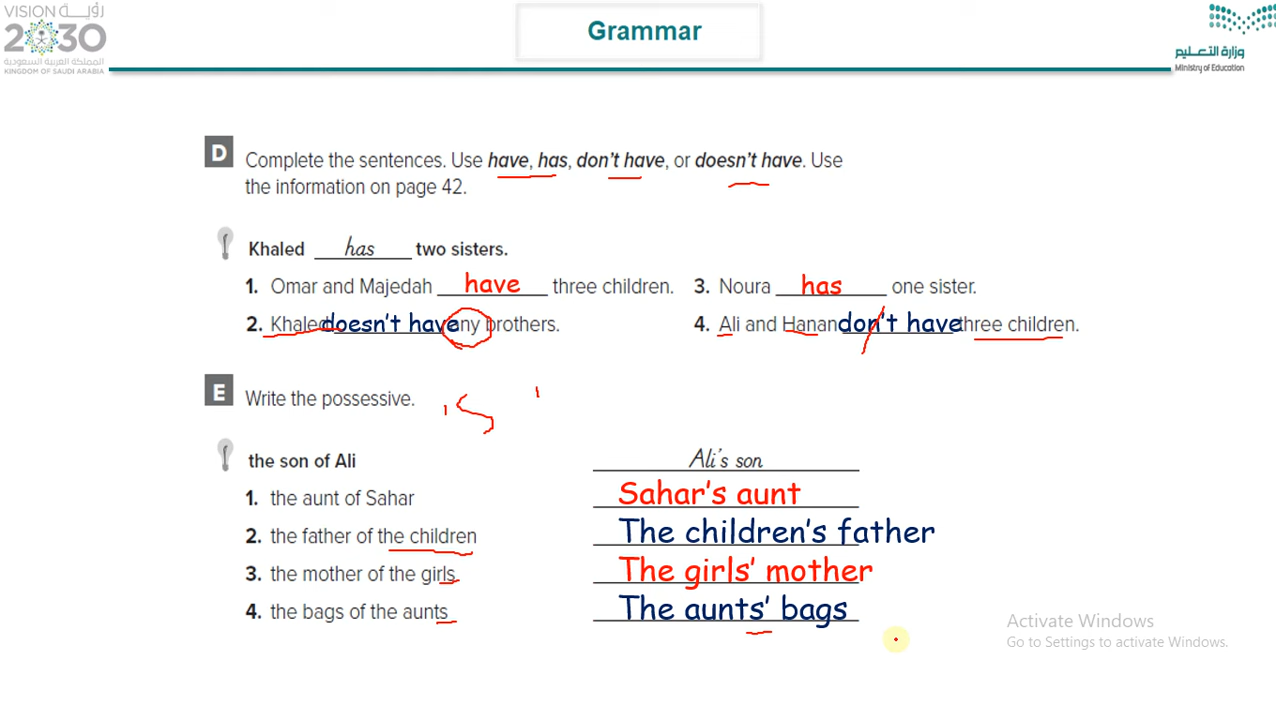 VISION رؤيـــة
2030
المملكة العربية السعودية
KINGDOM OF SAUDI ARABIA
Grammar
وزارة التعليم
Ministry of Education
D Complete the sentences. Use have, has, don't have, or doesn't have. Use
the information on page 42.
Khaled has two sisters.
1. Omar and Majedah have three children. 3. Noura has one sister.
2. Khaled doesn't have any brothers. 4. Ali and Hanan don't have three children.
E Write the possessive. 's '
the son of Ali Ali's son
1. the aunt of Sahar Sahar's aunt
2. the father of the children The children's father
3. the mother of the girls The girls' mother
4. the bags of the aunts The aunts' bags
Activate Windows
Go to Settings to activate Windows.